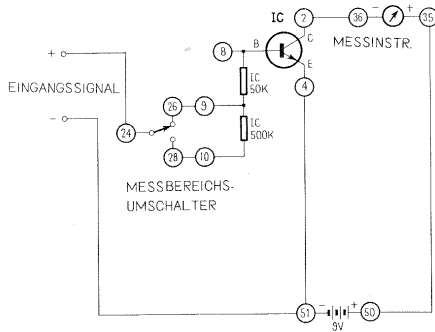 IC 2 36 - + 35
C
8 B MESSINSTR.
E
+ IC
50K 4
EINGANGSSIGNAL
26 9
- IC
500K
24
28 10
MESSBEREICHS-
UMSCHALTER
51 - + 50
9V